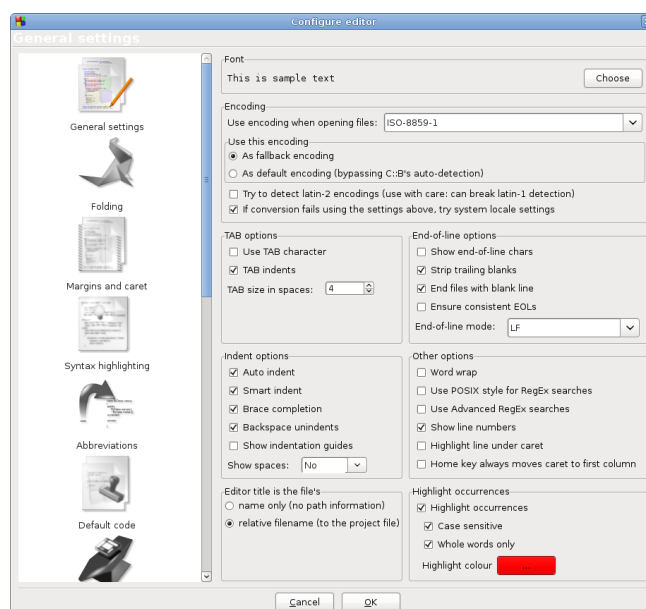 Configure editor
General settings
General settings
Folding
Margins and caret
Syntax highlighting
Abbreviations
Default code
Font
This is sample text
Choose
Encoding
Use encoding when opening files: ISO-8859-1
Use this encoding
As fallback encoding
As default encoding (bypassing C::B's auto-detection)
Try to detect latin-2 encodings (use with care: can break latin-1 detection)
If conversion fails using the settings above, try system locale settings
TAB options
Use TAB character
TAB indents
TAB size in spaces: 4
End-of-line options
Show end-of-line chars
Strip trailing blanks
End files with blank line
Ensure consistent EOLs
End-of-line mode: LF
Indent options
Auto indent
Smart indent
Brace completion
Backspace unindents
Show indentation guides
Show spaces: No
Other options
Word wrap
Use POSIX style for RegEx searches
Use Advanced RegEx searches
Show line numbers
Highlight line under caret
Home key always moves caret to first column
Editor title is the file's
name only (no path information)
relative filename (to the project file)
Highlight occurrences
Highlight occurrences
Case sensitive
Whole words only
Highlight colour ...
Cancel
OK